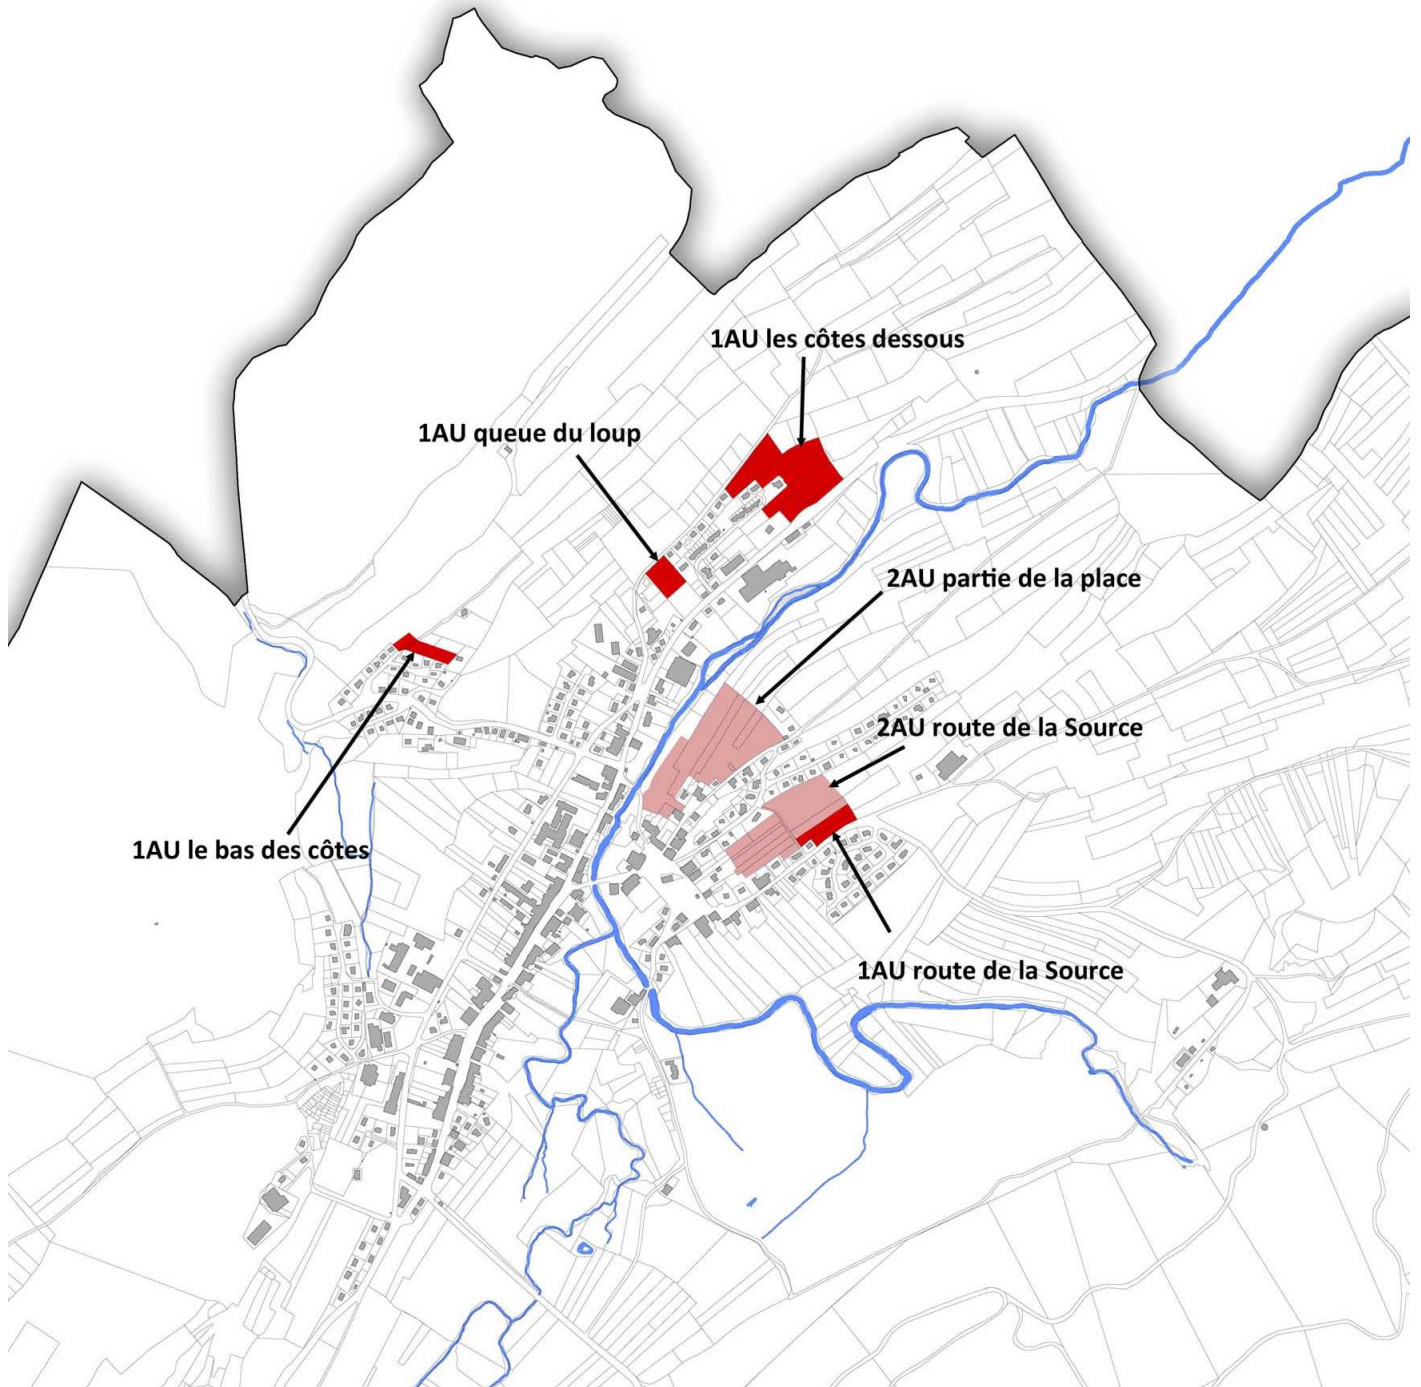 1AU les côtes dessous
1AU queue du loup
2AU partie de la place
2AU route de la Source
1AU le bas des côtes
1AU route de la Source